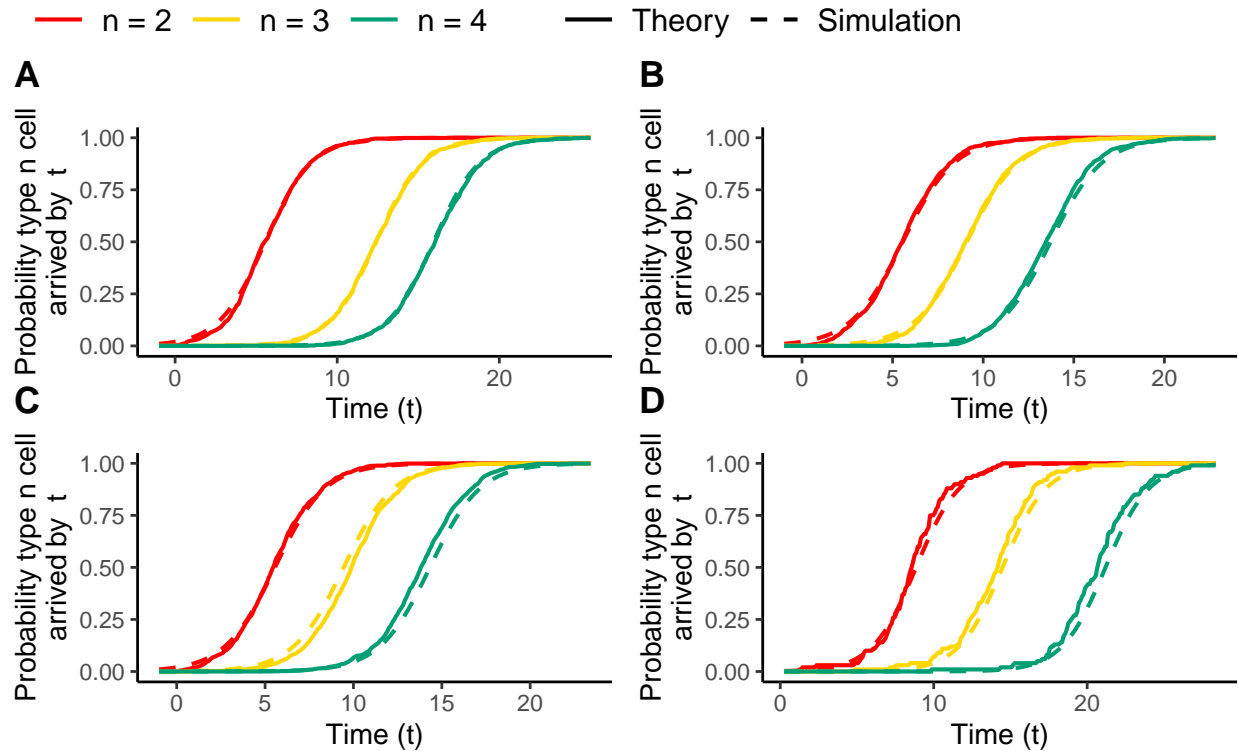 n = 2 n = 3 n = 4 Theory Simulation
A
Probability type n cell
arrived by t
1.00
0.75
0.50
0.25
0.00
0 10 20
Time (t)
B
Probability type n cell
arrived by t
1.00
0.75
0.50
0.25
0.00
0 5 10 15 20
Time (t)
C
Probability type n cell
arrived by t
1.00
0.75
0.50
0.25
0.00
0 5 10 15 20
Time (t)
D
Probability type n cell
arrived by t
1.00
0.75
0.50
0.25
0.00
0 10 20
Time (t)